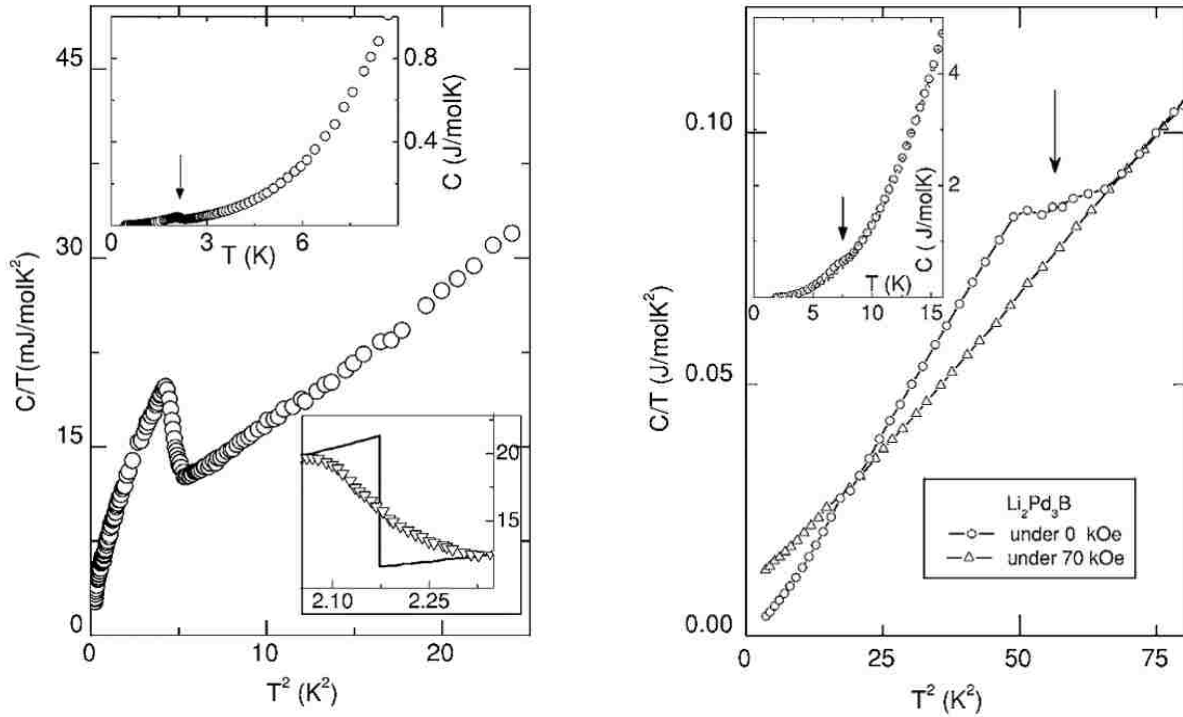 45
30
15
0
C/T(mJ/molK²)
0.8
0.4
C (J/molK)
0 3 6
T (K)
20
15
2.10 2.25
0 10 20
T² (K²)
0.10
0.05
0.00
C/T (J/molK²)
4
2
C ( J/molK)
T (K)
0 5 10 15
Li₂Pd₃B
under 0 kOe
under 70 kOe
0 25 50 75
T² (K²)